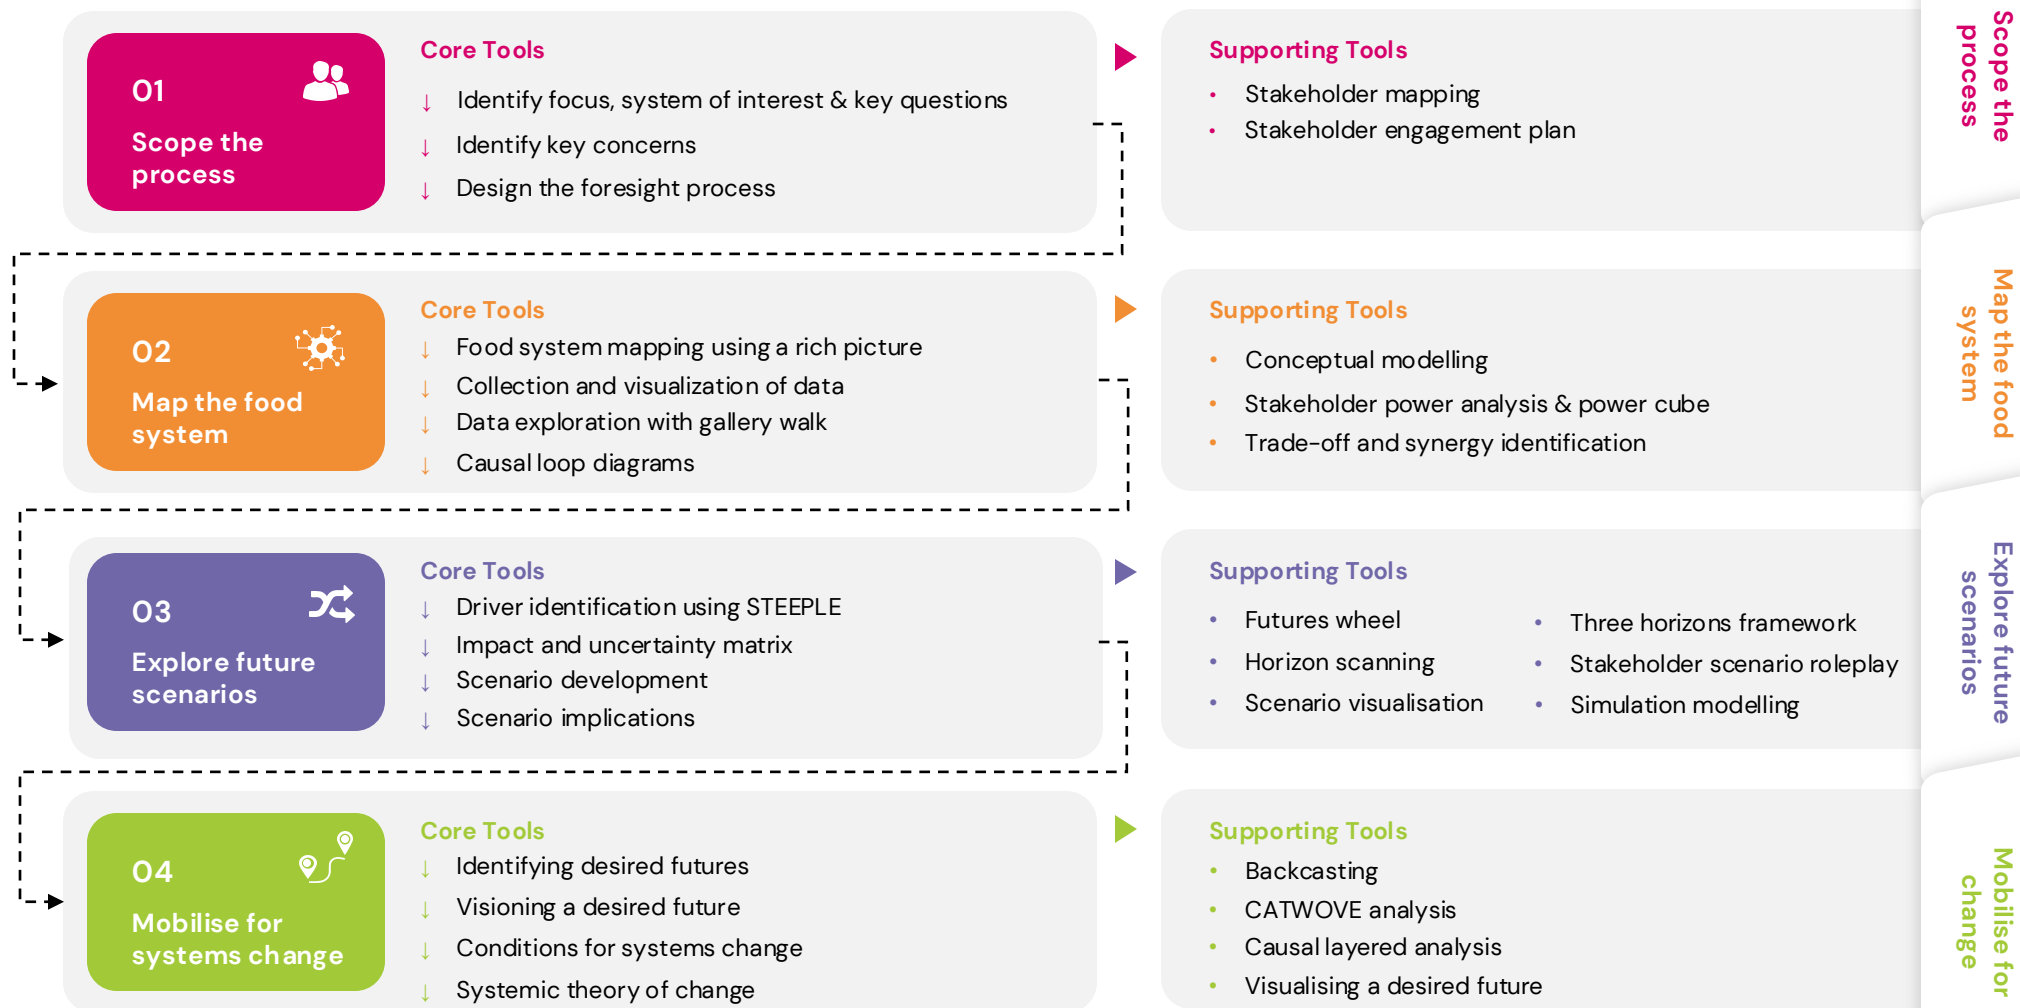 01
Scope the
process
Core Tools
↓ Identify focus, system of interest & key questions
↓ Identify key concerns
↓ Design the foresight process
Supporting Tools
• Stakeholder mapping
• Stakeholder engagement plan
Scope the
process
02
Map the food
system
Core Tools
↓ Food system mapping using a rich picture
↓ Collection and visualization of data
↓ Data exploration with gallery walk
↓ Causal loop diagrams
Supporting Tools
• Conceptual modelling
• Stakeholder power analysis & power cube
• Trade-off and synergy identification
Map the food
system
03
Explore future
scenarios
Core Tools
↓ Driver identification using STEEPLE
↓ Impact and uncertainty matrix
↓ Scenario development
↓ Scenario implications
Supporting Tools
• Futures wheel
• Horizon scanning
• Scenario visualisation
• Three horizons framework
• Stakeholder scenario roleplay
• Simulation modelling
Explore future
scenarios
04
Mobilise for
systems change
Core Tools
↓ Identifying desired futures
↓ Visioning a desired future
↓ Conditions for systems change
↓ Systemic theory of change
Supporting Tools
• Backcasting
• CATWOVE analysis
• Causal layered analysis
• Visualising a desired future
Mobilise for
change